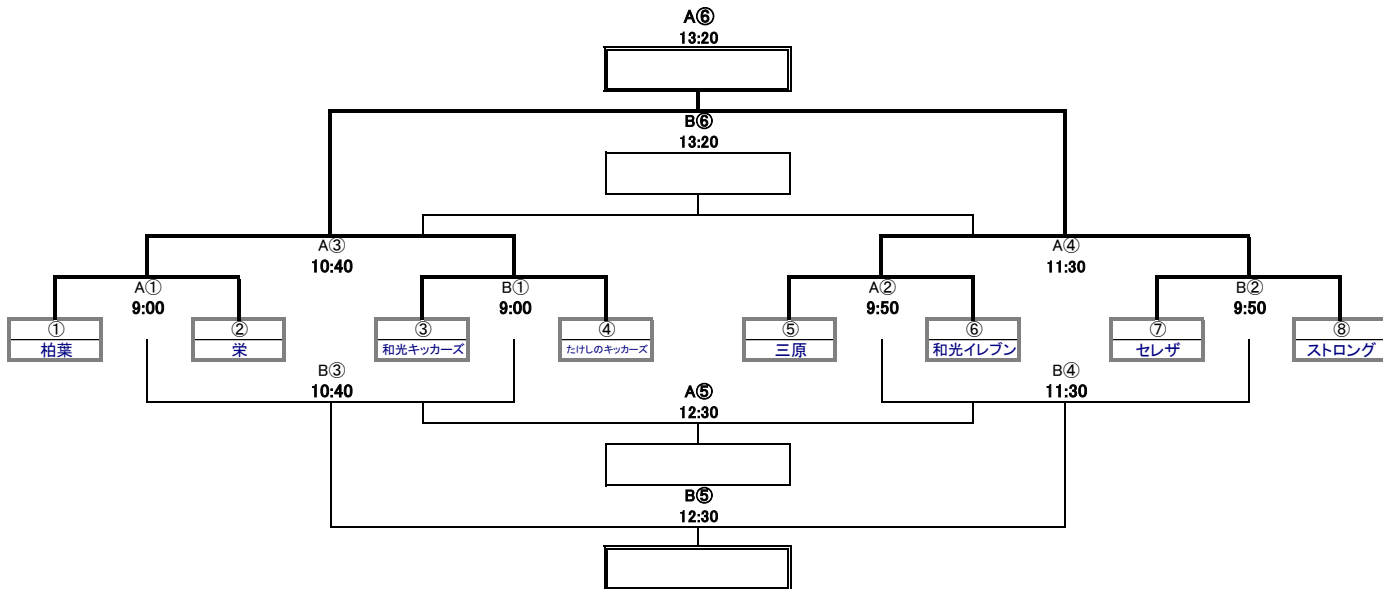 A⑥
13:20
B⑥
13:20
A③
10:40
A④
11:30
A①
9:00
B①
9:00
A②
9:50
B②
9:50
①
柏葉
②
栄
③
和光キッカーズ
④
たけしのキッカーズ
⑤
三原
⑥
和光イレブン
⑦
セレザ
⑧
ストロング
B③
10:40
B④
11:30
A⑤
12:30
B⑤
12:30